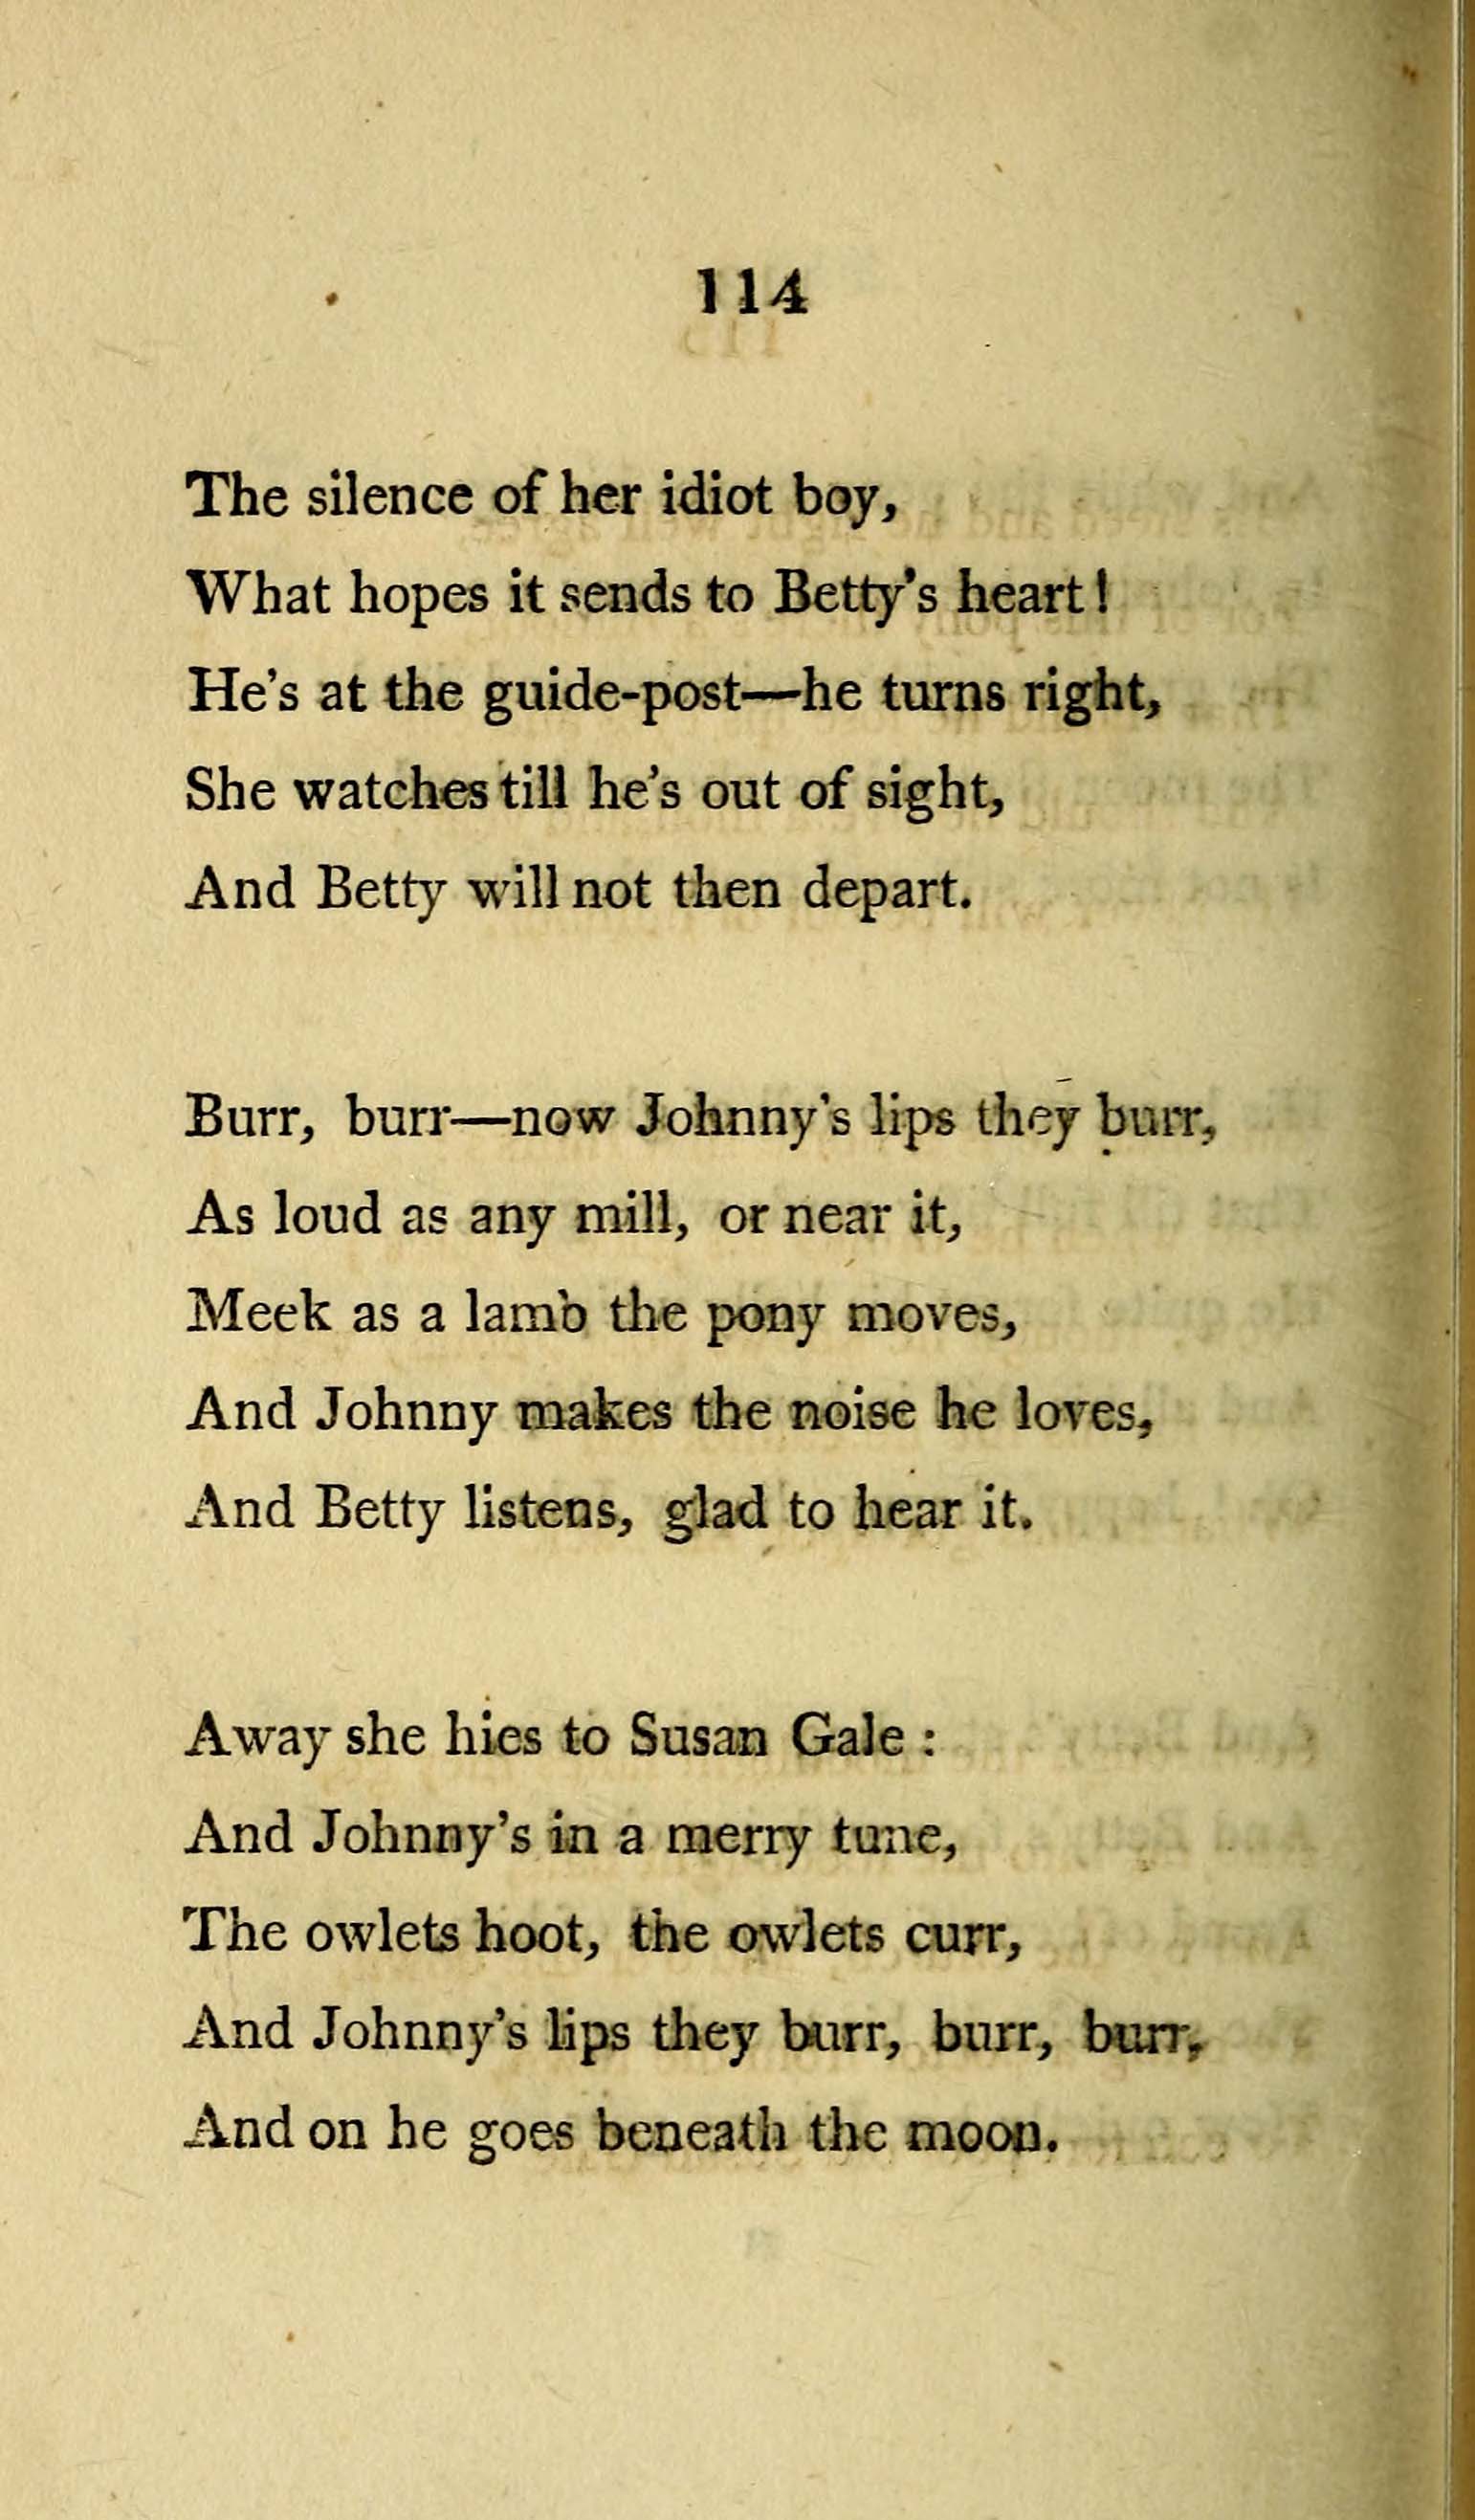 114
The silence of her idiot boy,
What hopes it sends to Betty's heart!
He's at the guide-post—he turns right,
She watches till he's out of sight,
And Betty will not then depart.
Burr, burr—now Johnny's lips they burr,
As loud as any mill, or near it,
Meek as a lamb the pony moves,
And Johnny makes the noise he loves,
And Betty listens, glad to hear it.
Away she hies to Susan Gale :
And Johnny's in a merry tune,
The owlets hoot, the owlets curr,
And Johnny's lips they burr, burr, burr,
And on he goes beneath the moon.